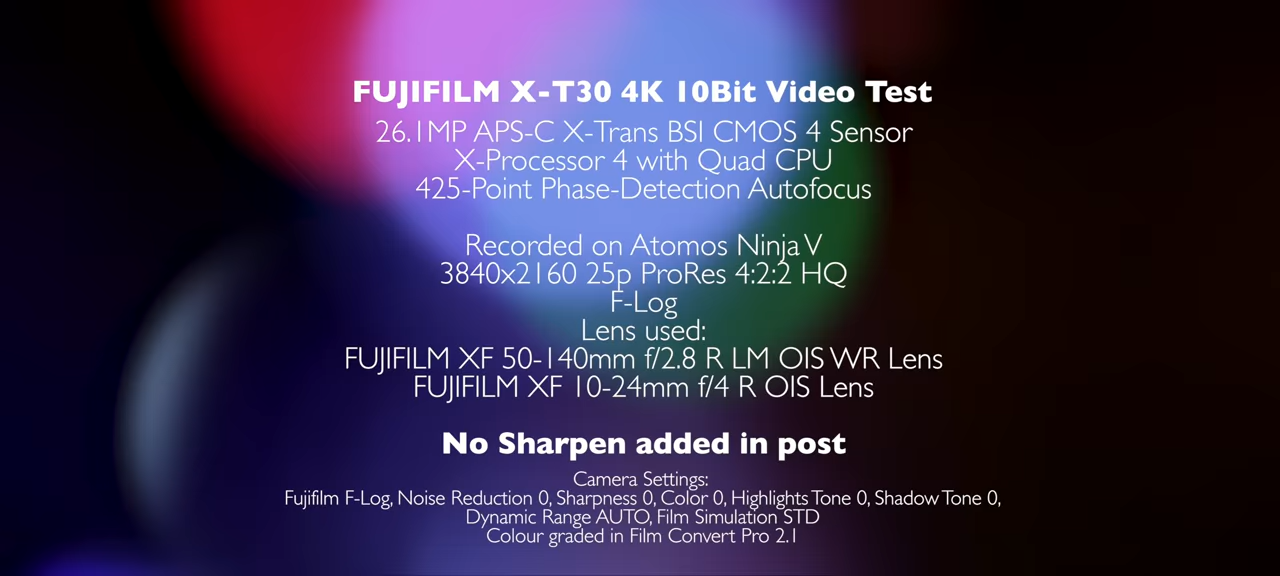 FUJIFILM X-T30 4K 10Bit Video Test
26.1MP APS-C X-Trans BSI CMOS 4 Sensor
X-Processor 4 with Quad CPU
425-Point Phase-Detection Autofocus
Recorded on Atomos Ninja V
3840x2160 25p ProRes 4:2:2 HQ
F-Log
Lens used:
FUJIFILM XF 50-140mm f/2.8 R LM OIS WR Lens
FUJIFILM XF 10-24mm f/4 R OIS Lens
No Sharpen added in post
Camera Settings:
Fujifilm F-Log, Noise Reduction 0, Sharpness 0, Color 0, Highlights Tone 0, Shadow Tone 0,
Dynamic Range AUTO, Film Simulation STD
Colour graded in Film Convert Pro 2.1